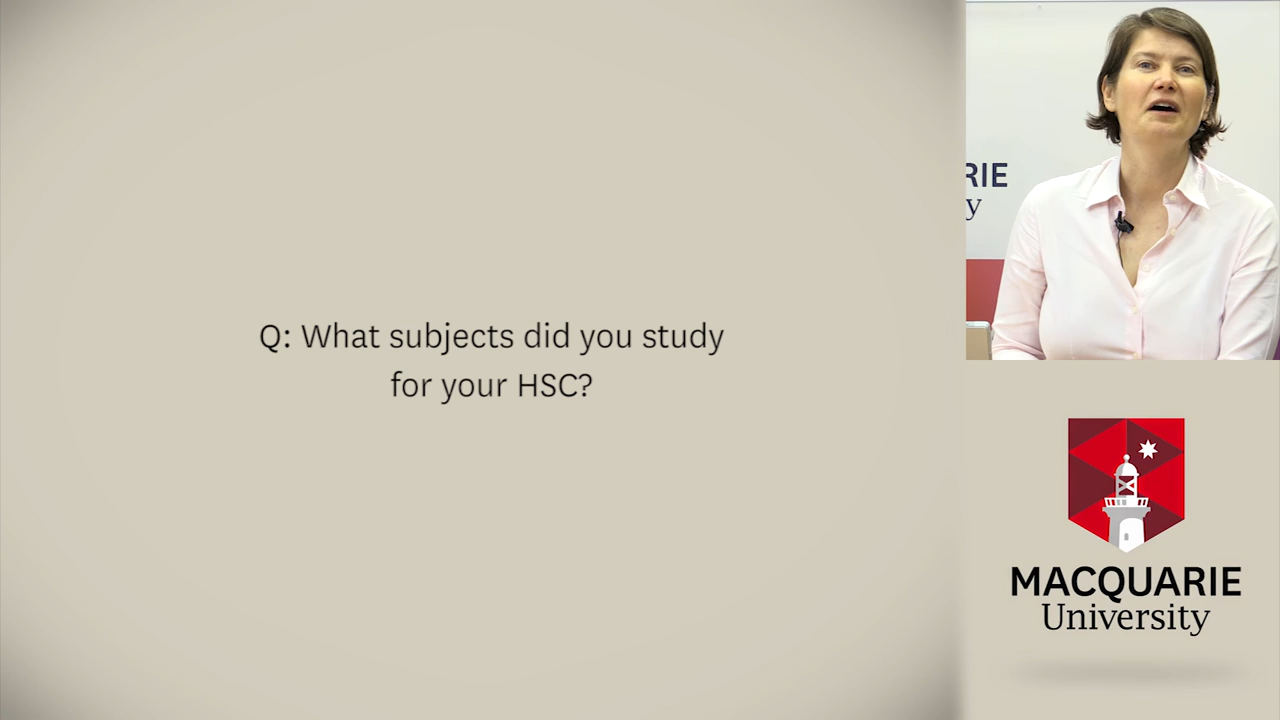 Q: What subjects did you study
for your HSC?
RIE
y
MACQUARIE
University